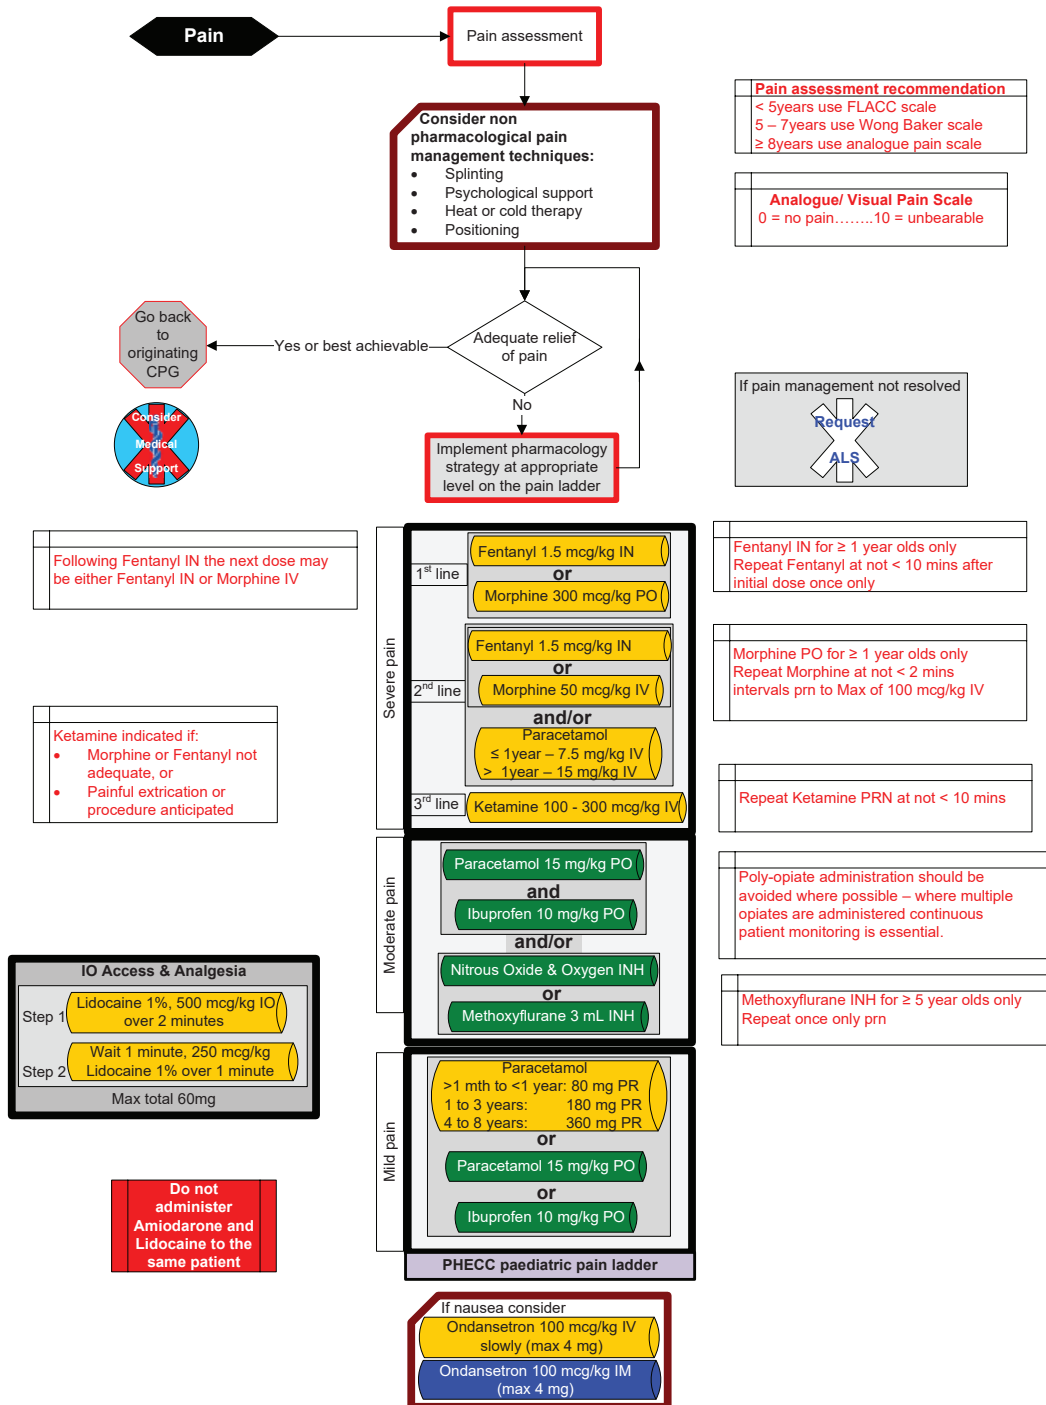 Pain
Pain assessment
Pain assessment recommendation
< 5years use FLACC scale
5 – 7years use Wong Baker scale
≥ 8years use analogue pain scale
Consider non
pharmacological pain
management techniques:
• Splinting
• Psychological support
• Heat or cold therapy
• Positioning
Analogue/ Visual Pain Scale
0 = no pain……..10 = unbearable
Go back
to
originating
CPG
Yes or best achievable
Adequate relief
of pain
No
Consider
Medical
Support
If pain management not resolved
Request
ALS
Implement pharmacology
strategy at appropriate
level on the pain ladder
Following Fentanyl IN the next dose may
be either Fentanyl IN or Morphine IV
Severe pain
1st line
Fentanyl 1.5 mcg/kg IN
or
Morphine 300 mcg/kg PO
Fentanyl IN for ≥ 1 year olds only
Repeat Fentanyl at not < 10 mins after
initial dose once only
2nd line
Fentanyl 1.5 mcg/kg IN
or
Morphine 50 mcg/kg IV
and/or
Paracetamol
≤ 1year – 7.5 mg/kg IV
> 1year – 15 mg/kg IV
Morphine PO for ≥ 1 year olds only
Repeat Morphine at not < 2 mins
intervals prn to Max of 100 mcg/kg IV
Ketamine indicated if:
• Morphine or Fentanyl not
adequate, or
• Painful extrication or
procedure anticipated
3rd line
Ketamine 100 - 300 mcg/kg IV
Repeat Ketamine PRN at not < 10 mins
Moderate pain
Paracetamol 15 mg/kg PO
and
Ibuprofen 10 mg/kg PO
and/or
Nitrous Oxide & Oxygen INH
or
Methoxyflurane 3 mL INH
Poly-opiate administration should be
avoided where possible – where multiple
opiates are administered continuous
patient monitoring is essential.
Methoxyflurane INH for ≥ 5 year olds only
Repeat once only prn
IO Access & Analgesia
Step 1
Lidocaine 1%, 500 mcg/kg IO
over 2 minutes
Step 2
Wait 1 minute, 250 mcg/kg
Lidocaine 1% over 1 minute
Max total 60mg
Mild pain
Paracetamol
>1 mth to <1 year: 80 mg PR
1 to 3 years: 180 mg PR
4 to 8 years: 360 mg PR
or
Paracetamol 15 mg/kg PO
or
Ibuprofen 10 mg/kg PO
Do not
administer
Amiodarone and
Lidocaine to the
same patient
PHECC paediatric pain ladder
If nausea consider
Ondansetron 100 mcg/kg IV
slowly (max 4 mg)
Ondansetron 100 mcg/kg IM
(max 4 mg)